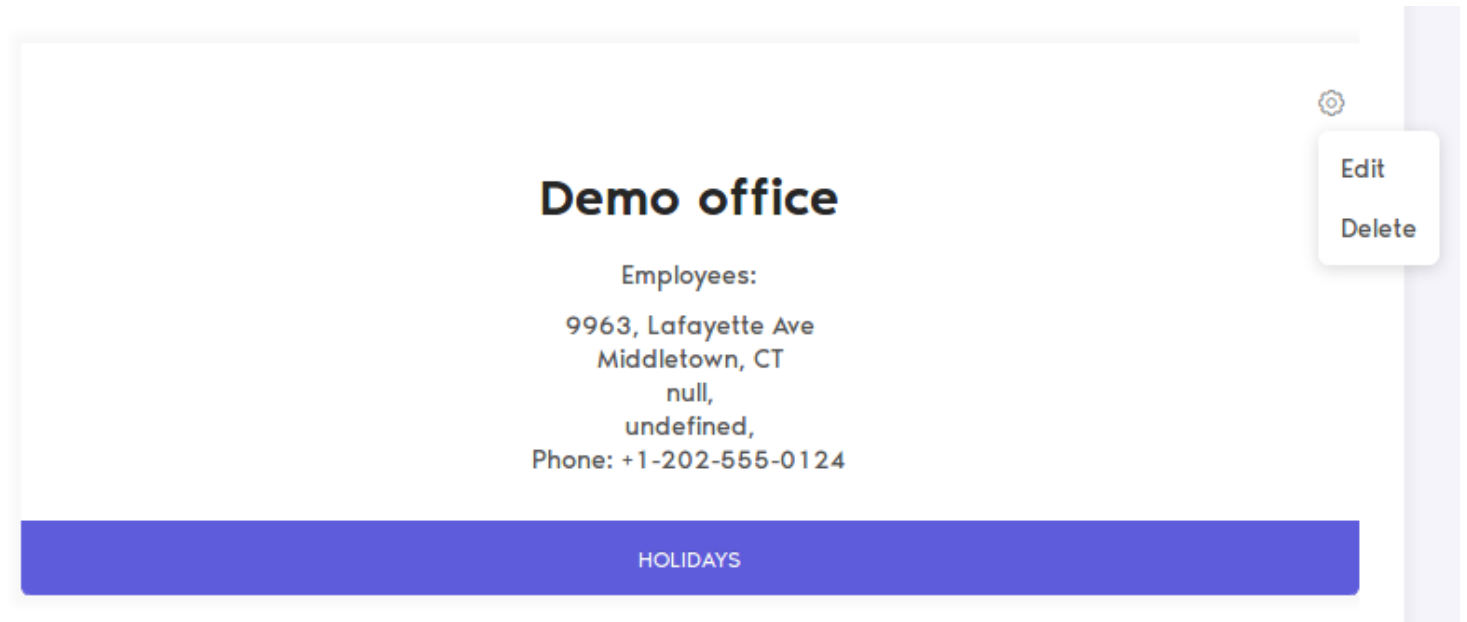 Edit
Delete
Demo office
Employees:
9963, Lafayette Ave
Middletown, CT
null,
undefined,
Phone: +1-202-555-0124
HOLIDAYS